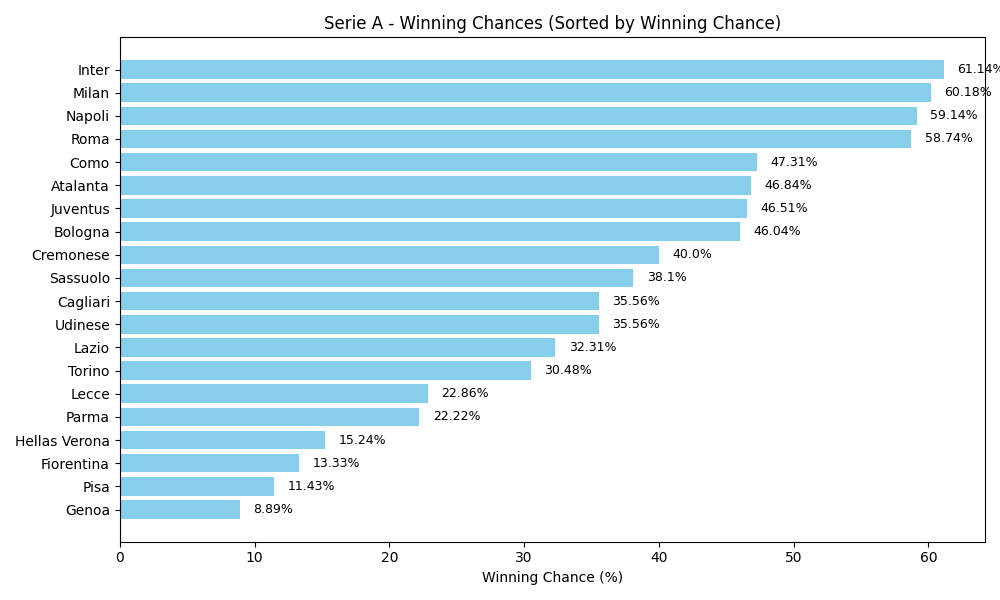 Serie A - Winning Chances (Sorted by Winning Chance)
Inter 61.14%
Milan 60.18%
Napoli 59.14%
Roma 58.74%
Como 47.31%
Atalanta 46.84%
Juventus 46.51%
Bologna 46.04%
Cremonese 40.0%
Sassuolo 38.1%
Cagliari 35.56%
Udinese 35.56%
Lazio 32.31%
Torino 30.48%
Lecce 22.86%
Parma 22.22%
Hellas Verona 15.24%
Fiorentina 13.33%
Pisa 11.43%
Genoa 8.89%
0 10 20 30 40 50 60
Winning Chance (%)